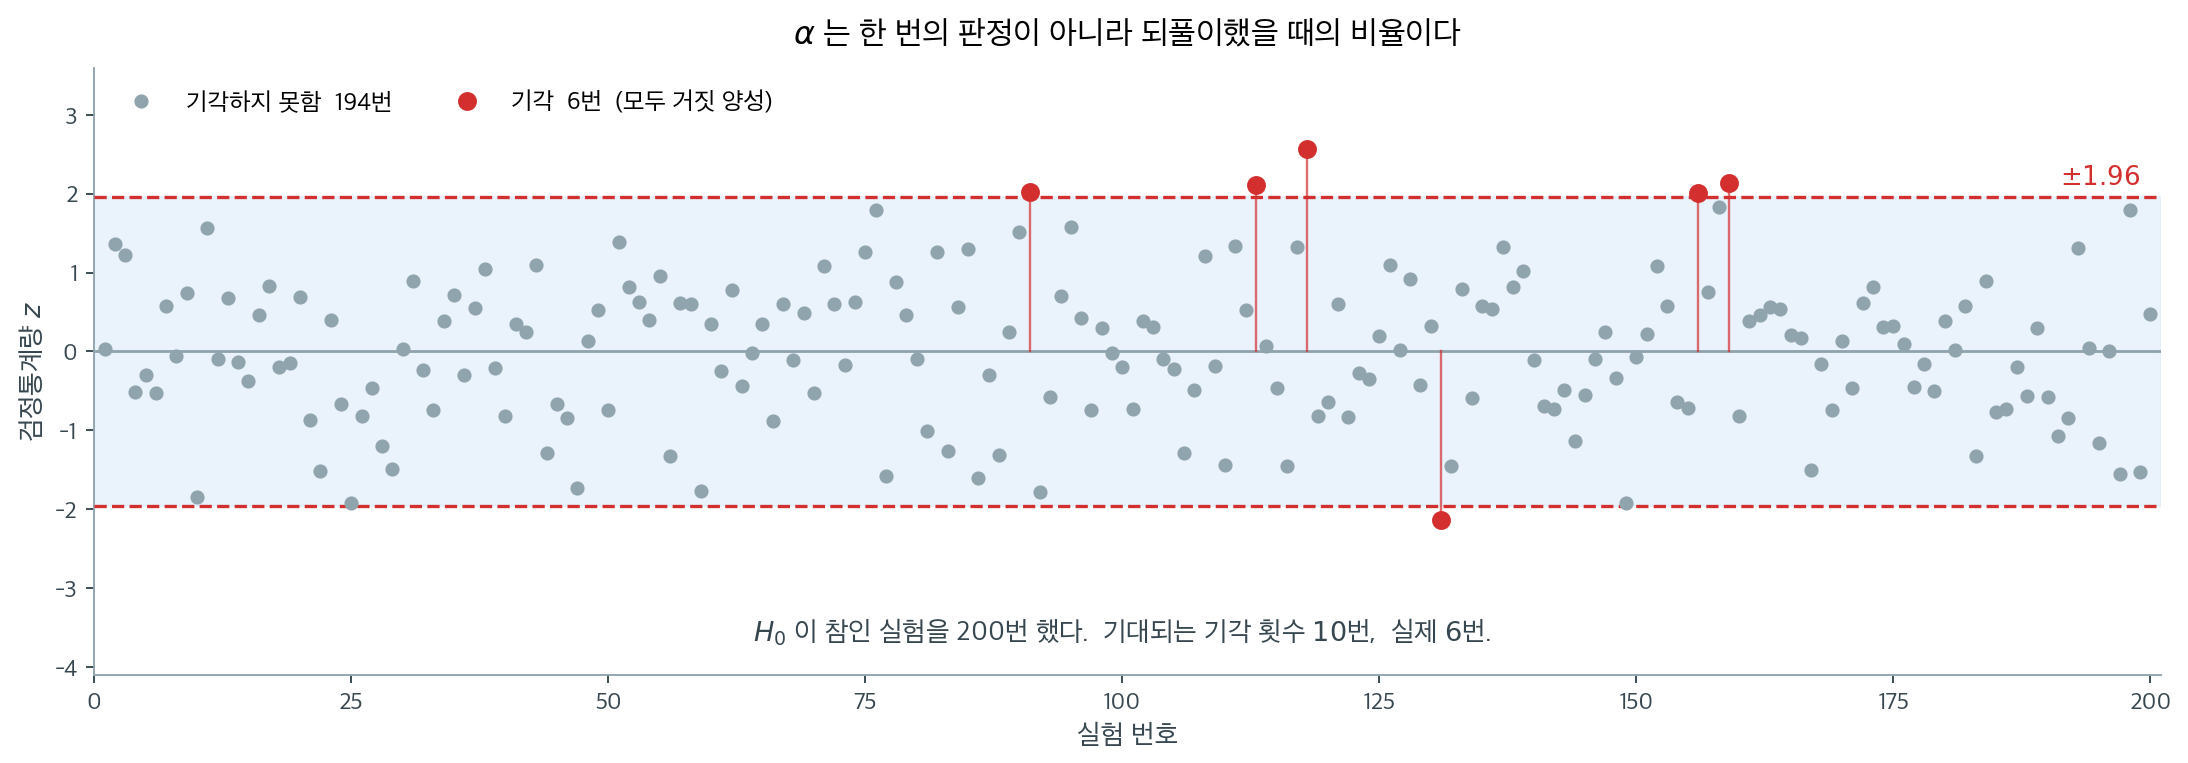 α 는 한 번의 판정이 아니라 되풀이했을 때의 비율이다
기각하지 못함 194번
기각 6번 (모두 거짓 양성)
±1.96
3
2
1
0
-1
-2
-3
-4
검정통계량 z
H₀ 이 참인 실험을 200번 했다. 기대되는 기각 횟수 10번, 실제 6번.
0 25 50 75 100 125 150 175 200
실험 번호